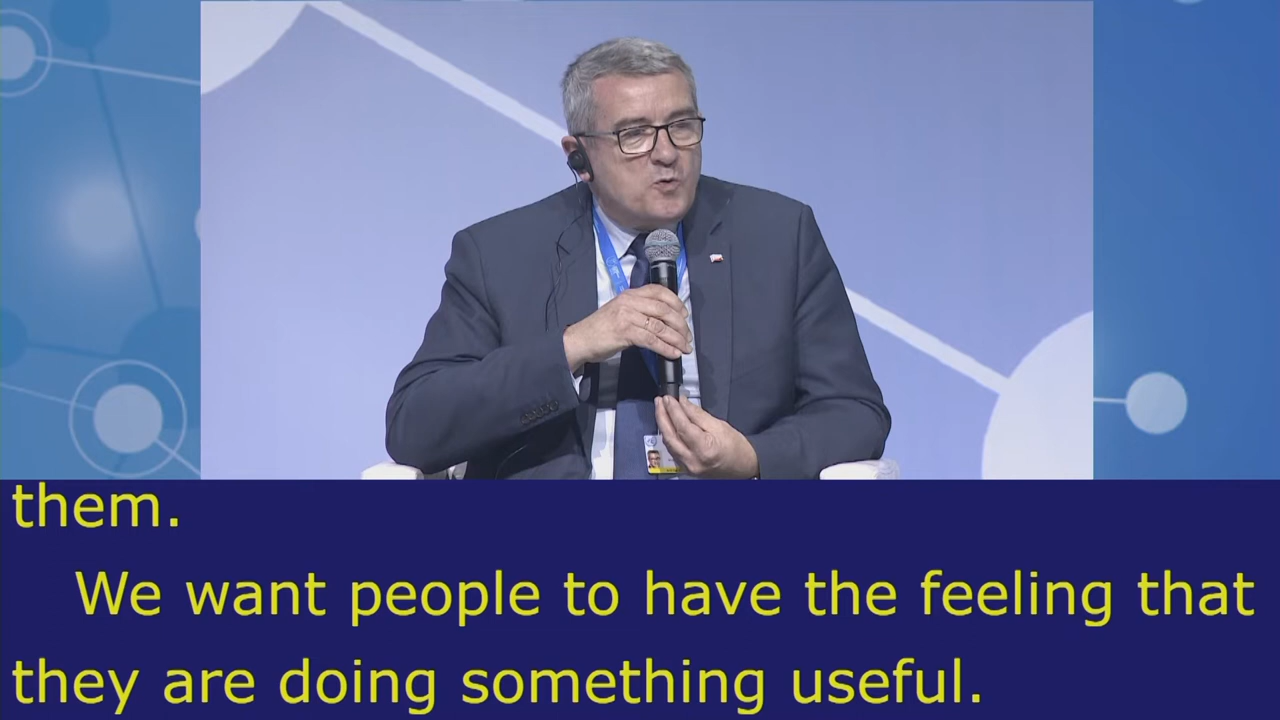 them.
We want people to have the feeling that
they are doing something useful.